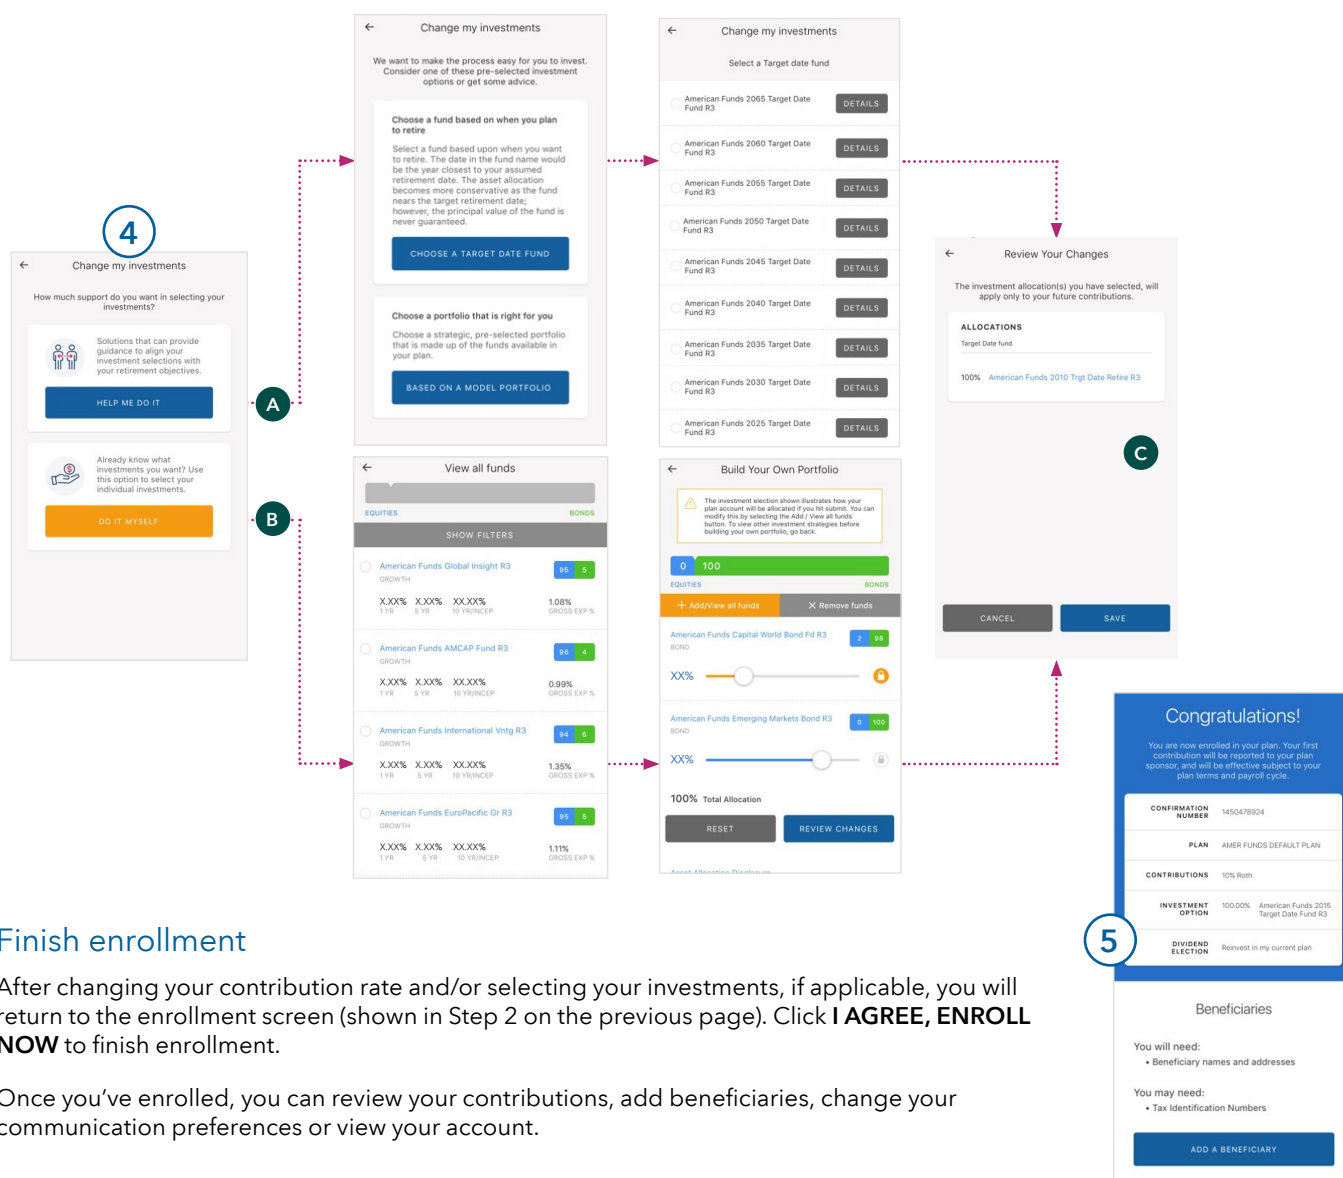 4
Change my investments
How much support do you want in selecting your
investments?
Solutions that can provide
guidance to align your
investment selections with
your retirement objectives.
HELP ME DO IT
Already know what
investments you want? Use
this option to select your
individual investments.
DO IT MYSELF
A
B
Change my investments
We want to make the process easy for you to invest.
Consider one of these pre-selected investment
options or get some advice.
Choose a fund based on when you plan
to retire
Select a fund based upon when you want
to retire. The date in the fund name would
be the year closest to your assumed
retirement date. The asset allocation
becomes more conservative as the fund
nears the target retirement date;
however, the principal value of the fund is
never guaranteed.
CHOOSE A TARGET DATE FUND
Choose a portfolio that is right for you
Choose a strategic, pre-selected portfolio
that is made up of the funds available in
your plan.
BASED ON A MODEL PORTFOLIO
Change my investments
Select a Target date fund
American Funds 2065 Target Date
Fund R3
DETAILS
American Funds 2060 Target Date
Fund R3
DETAILS
American Funds 2055 Target Date
Fund R3
DETAILS
American Funds 2050 Target Date
Fund R3
DETAILS
American Funds 2045 Target Date
Fund R3
DETAILS
American Funds 2040 Target Date
Fund R3
DETAILS
American Funds 2035 Target Date
Fund R3
DETAILS
American Funds 2030 Target Date
Fund R3
DETAILS
American Funds 2025 Target Date
Fund R3
DETAILS
View all funds
EQUITIES BONDS
SHOW FILTERS
American Funds Global Insight R3 95 5
GROWTH
X.XX% X.XX% XX.XX% 1.08%
1 YR 5 YR 10 YR/INCEP GROSS EXP %
American Funds AMCAP Fund R3 96 4
GROWTH
X.XX% X.XX% XX.XX% 0.99%
1 YR 5 YR 10 YR/INCEP GROSS EXP %
American Funds International Vntg R3 94 6
GROWTH
X.XX% X.XX% XX.XX% 1.35%
1 YR 5 YR 10 YR/INCEP GROSS EXP %
American Funds EuroPacific Gr R3 95 5
GROWTH
X.XX% X.XX% XX.XX% 1.11%
1 YR 5 YR 10 YR/INCEP GROSS EXP %
Build Your Own Portfolio
The investment election shown illustrates how your
plan account will be allocated if you hit submit. You can
modify this by selecting the Add / View all funds
button. To view other investment strategies before
building your own portfolio, go back.
0 100
EQUITIES BONDS
+ Add/View all funds X Remove funds
American Funds Capital World Bond Fd R3 2 98
BOND
XX%
American Funds Emerging Markets Bond R3 0 100
BOND
XX%
100% Total Allocation
RESET REVIEW CHANGES
Asset Allocation Disclosure
Review Your Changes
The investment allocation(s) you have selected, will
apply only to your future contributions.
ALLOCATIONS
Target Date fund
100% American Funds 2010 Trgt Date Retire R3
C
CANCEL SAVE
Finish enrollment
After changing your contribution rate and/or selecting your investments, if applicable, you will
return to the enrollment screen (shown in Step 2 on the previous page). Click I AGREE, ENROLL
NOW to finish enrollment.
Once you've enrolled, you can review your contributions, add beneficiaries, change your
communication preferences or view your account.
5
Congratulations!
You are now enrolled in your plan. Your first
contribution will be reported to your plan
sponsor, and will be effective subject to your
plan terms and payroll cycle.
CONFIRMATION
NUMBER
1450478924
PLAN AMER FUNDS DEFAULT PLAN
CONTRIBUTIONS 10% Roth
INVESTMENT
OPTION
100.00% American Funds 2015
Target Date Fund R3
DIVIDEND
ELECTION
Reinvest in my current plan
Beneficiaries
You will need:
• Beneficiary names and addresses
You may need:
• Tax Identification Numbers
ADD A BENEFICIARY